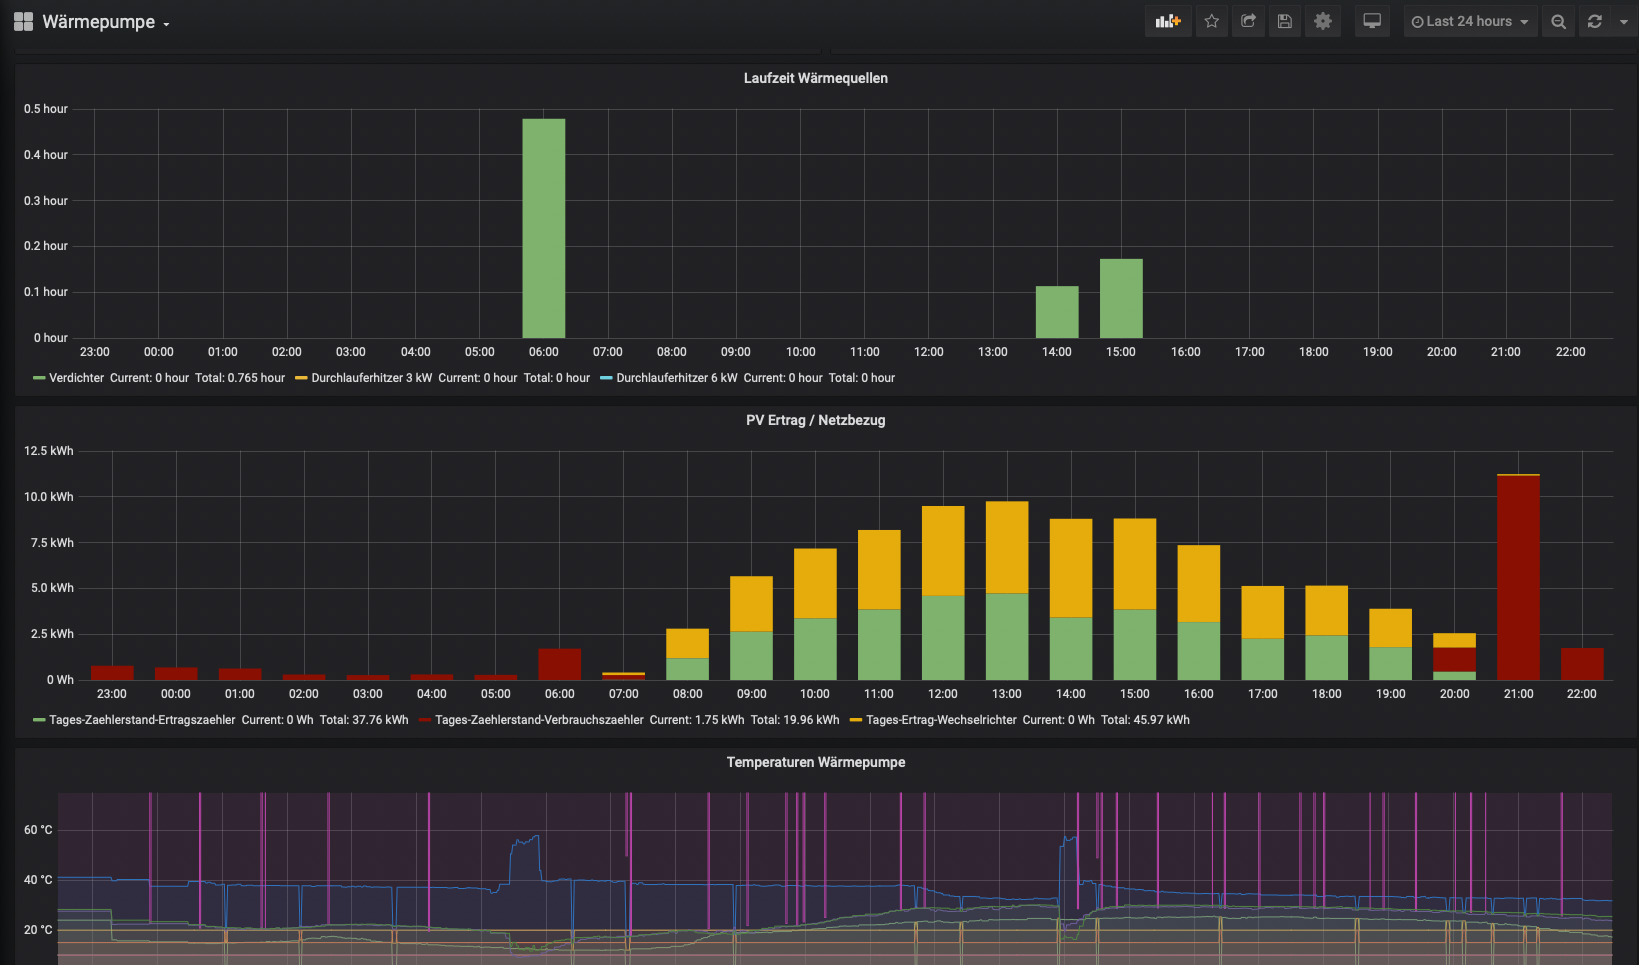 Wärmepumpe
Last 24 hours
Laufzeit Wärmequellen
0.5 hour
0.4 hour
0.3 hour
0.2 hour
0.1 hour
0 hour
23:00 00:00 01:00 02:00 03:00 04:00 05:00 06:00 07:00 08:00 09:00 10:00 11:00 12:00 13:00 14:00 15:00 16:00 17:00 18:00 19:00 20:00 21:00 22:00
Verdichter Current: 0 hour Total: 0.765 hour Durchlauferhitzer 3 kW Current: 0 hour Total: 0 hour Durchlauferhitzer 6 kW Current: 0 hour Total: 0 hour
PV Ertrag / Netzbezug
12.5 kWh
10.0 kWh
7.5 kWh
5.0 kWh
2.5 kWh
0 Wh
23:00 00:00 01:00 02:00 03:00 04:00 05:00 06:00 07:00 08:00 09:00 10:00 11:00 12:00 13:00 14:00 15:00 16:00 17:00 18:00 19:00 20:00 21:00 22:00
Tages-Zaehlerstand-Ertragszaehler Current: 0 Wh Total: 37.76 kWh Tages-Zaehlerstand-Verbrauchszaehler Current: 1.75 kWh Total: 19.96 kWh Tages-Ertrag-Wechselrichter Current: 0 Wh Total: 45.97 kWh
Temperaturen Wärmepumpe
60 °C
40 °C
20 °C